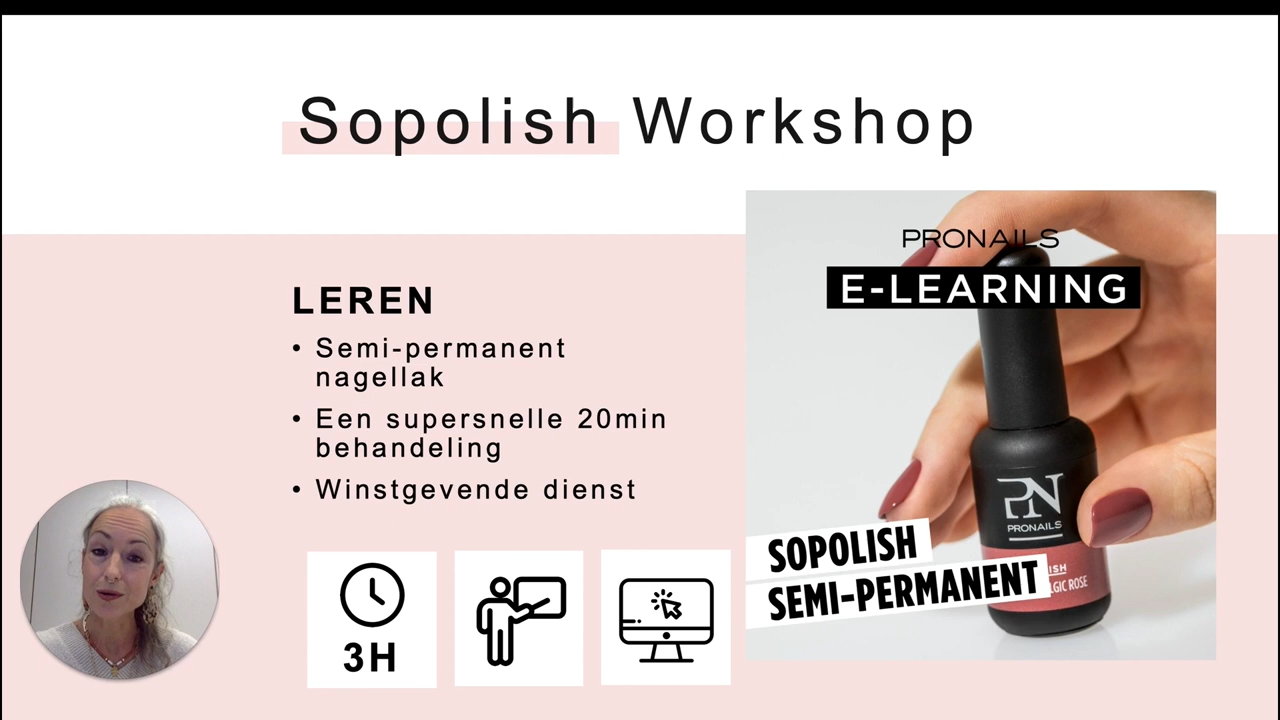 Sopolish Workshop
LEREN
• Semi-permanent
nagellak
• Een supersnelle 20min
behandeling
• Winstgevende dienst
3H
PRONAILS
E-LEARNING
PN
PRONAILS
SOPOLISH
SEMI-PERMANENT
ROSE